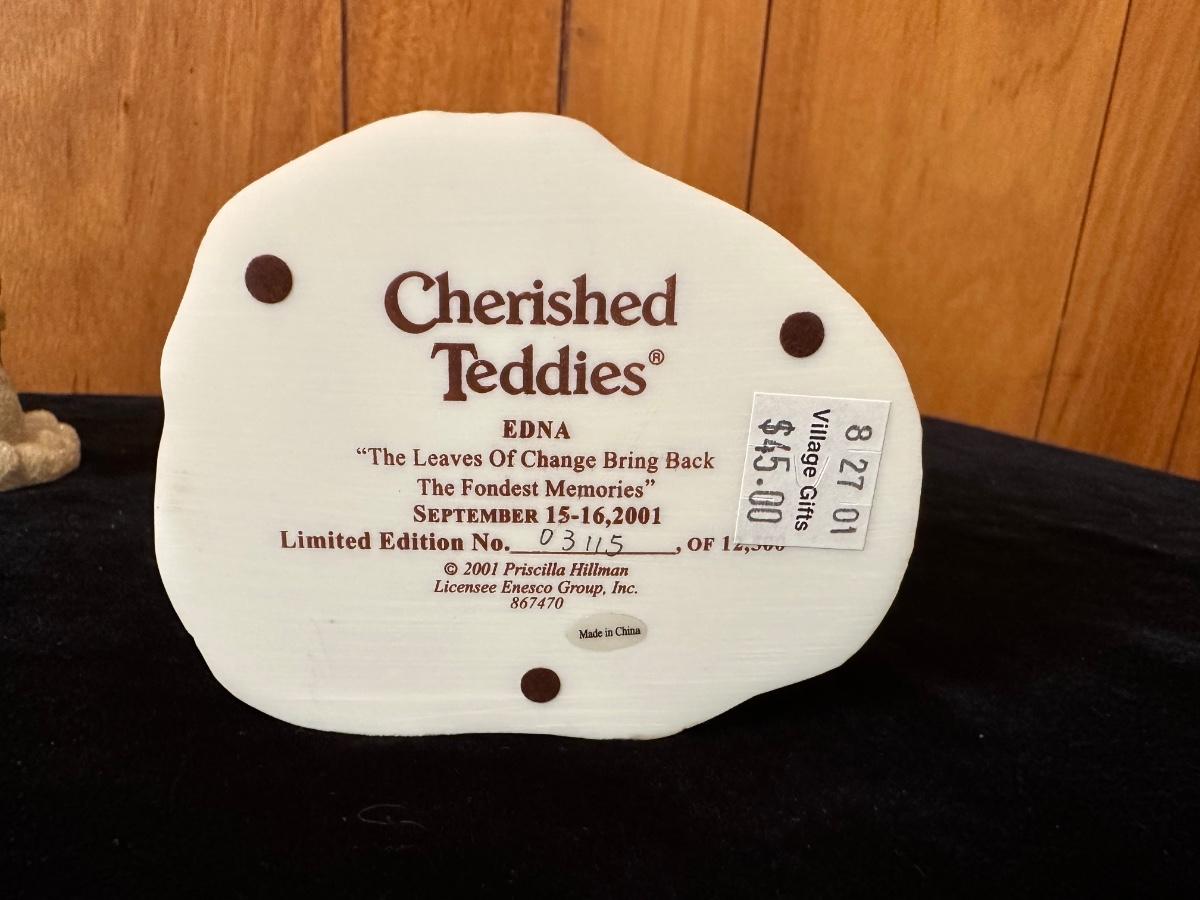 Cherished
Teddies®
EDNA
“The Leaves Of Change Bring Back
The Fondest Memories”
SEPTEMBER 15-16,2001
Limited Edition No. 03115, OF
© 2001 Priscilla Hillman
Licensee Enesco Group, Inc.
867470
Made in China
8 27 01
Village Gifts
$45.00